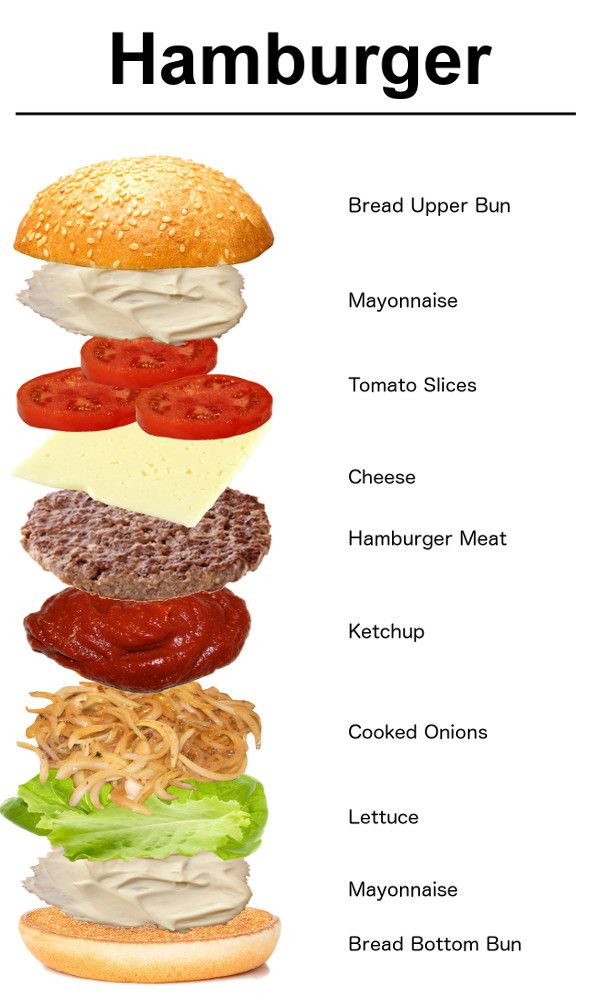 Hamburger
Bread Upper Bun
Mayonnaise
Tomato Slices
Cheese
Hamburger Meat
Ketchup
Cooked Onions
Lettuce
Mayonnaise
Bread Bottom Bun